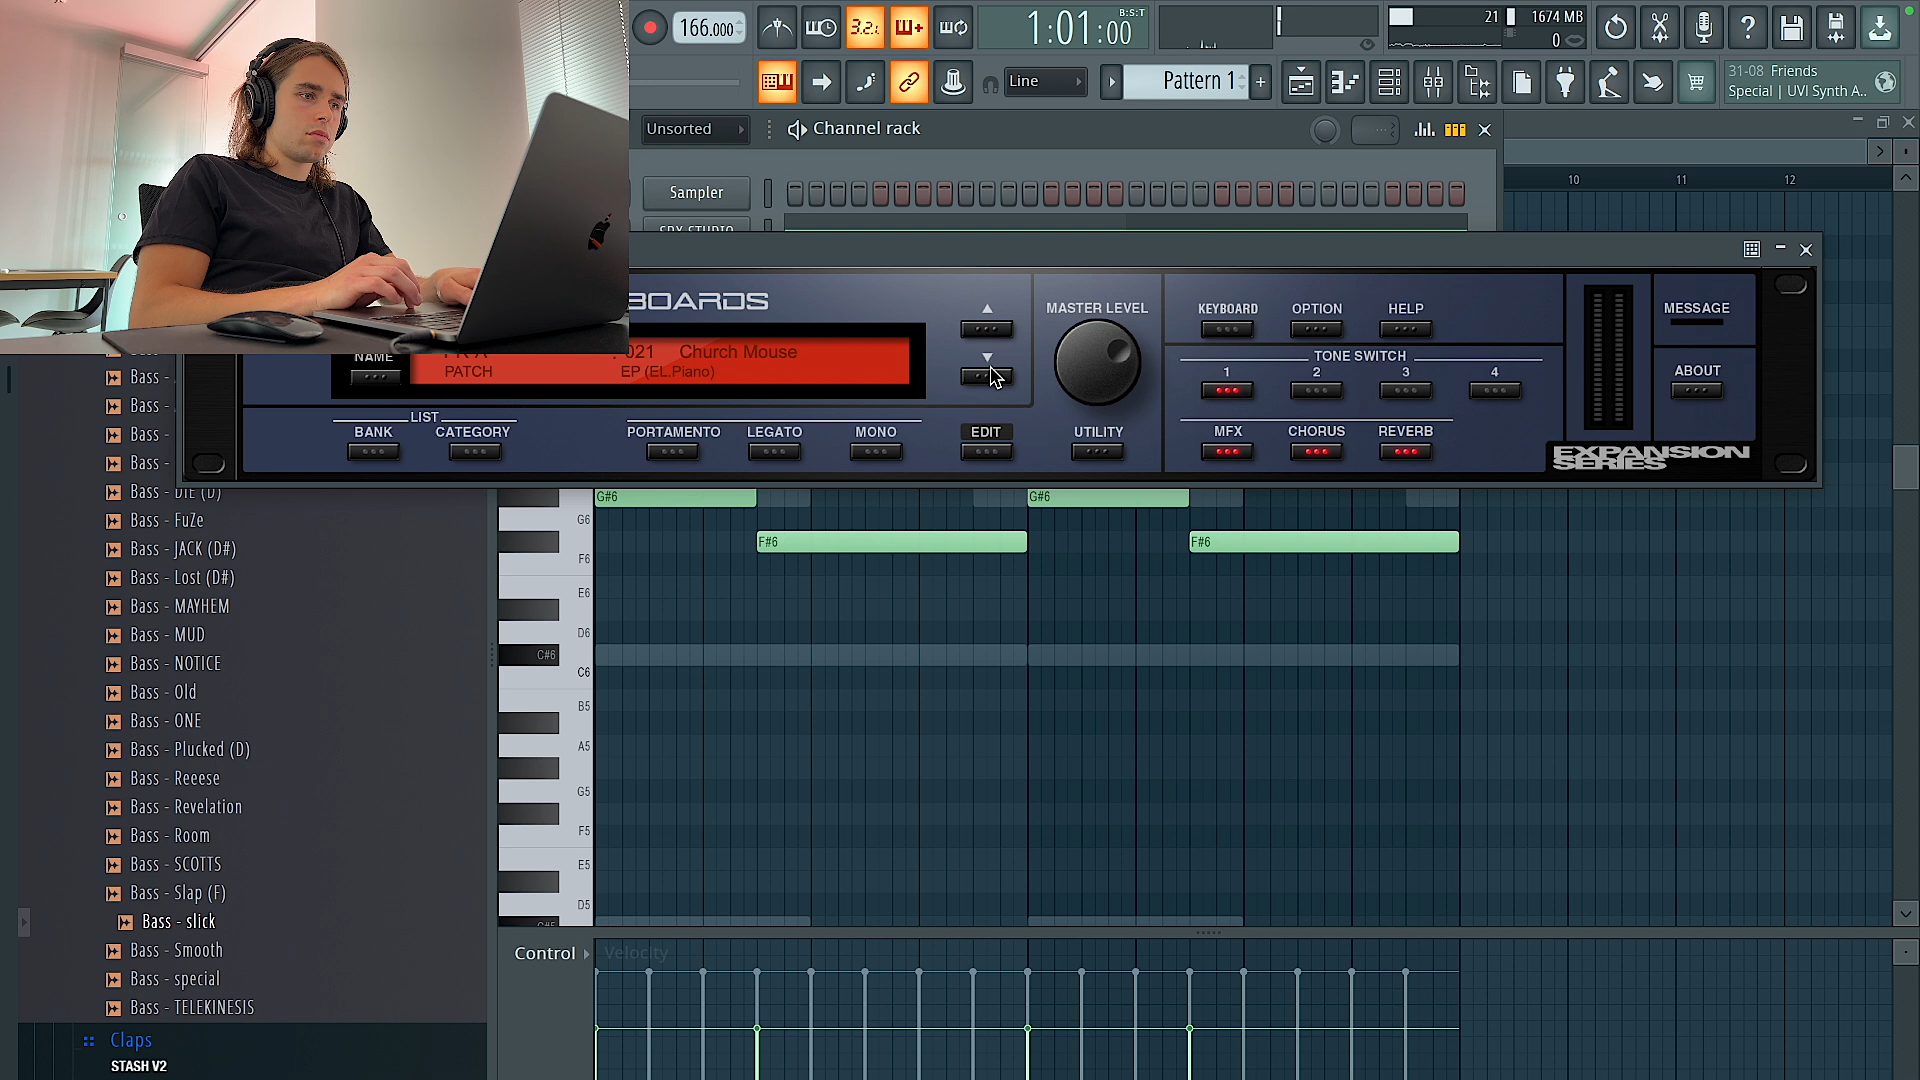 166.000
3.2.1
1:01:00
B:S:T
21
1674 MB
0
Line
Pattern 1
31-08 Friends
Special | UVI Synth A..
Unsorted
Channel rack
10
11
12
Sampler
BOARDS
MASTER LEVEL
KEYBOARD
OPTION
HELP
MESSAGE
NAME
: 021 Church Mouse
PATCH
EP (EL.Piano)
TONE SWITCH
1
2
3
4
ABOUT
LIST
BANK
CATEGORY
PORTAMENTO
LEGATO
MONO
EDIT
UTILITY
MFX
CHORUS
REVERB
EXPANSION
SERIES
Bass -
Bass -
Bass -
Bass -
Bass - DIE (D)
Bass - FuZe
Bass - JACK (D#)
Bass - Lost (D#)
Bass - MAYHEM
Bass - MUD
Bass - NOTICE
Bass - Old
Bass - ONE
Bass - Plucked (D)
Bass - Reeese
Bass - Revelation
Bass - Room
Bass - SCOTTS
Bass - Slap (F)
Bass - slick
Bass - Smooth
Bass - special
Bass - TELEKINESIS
Claps
STASH V2
G#6
G#6
G6
F#6
F#6
F6
E6
D6
C#6
C6
B5
A5
G5
F5
E5
D5
Control
Velocity